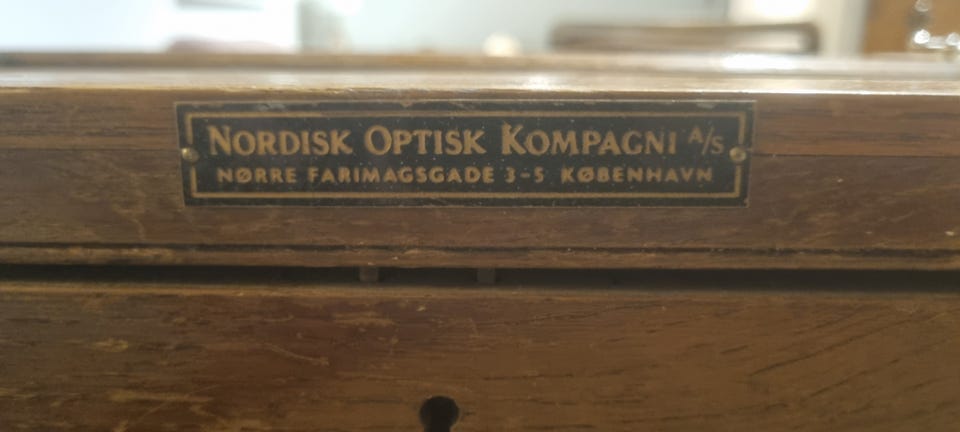 NORDISK OPTISK KOMPAGNI A/S
NØRRE FARIMAGSGADE 3-5 KØBENHAVN